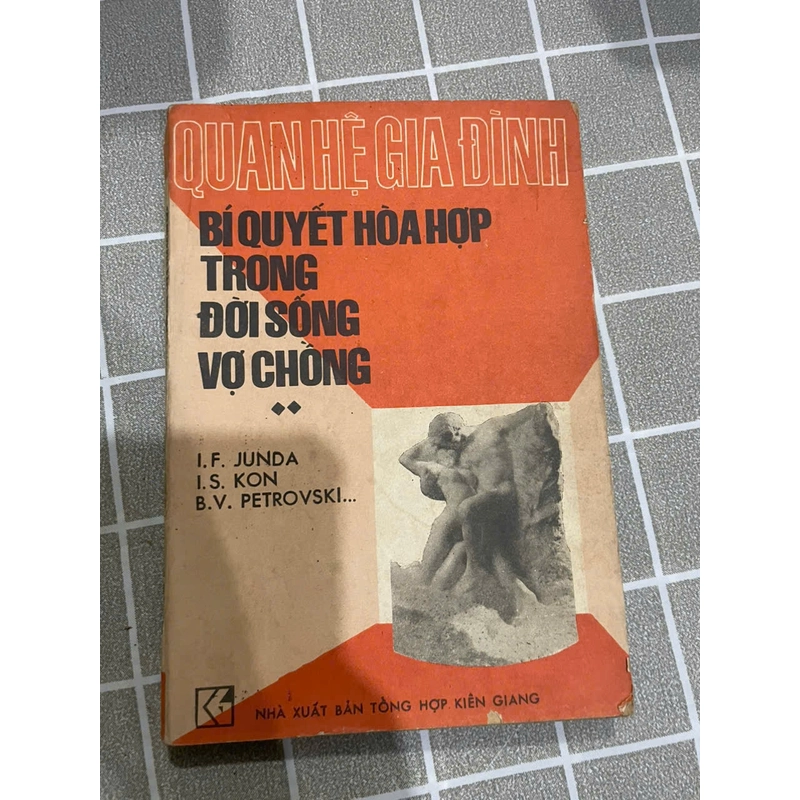 QUAN HỆ GIA ĐÌNH
BÍ QUYẾT HÒA HỢP
TRONG
ĐỜI SỐNG
VỢ CHỒNG
I.F. JUNDA
I.S. KON
B.V. PETROVSKI...
NHÀ XUẤT BẢN TỔNG HỢP KIÊN GIANG